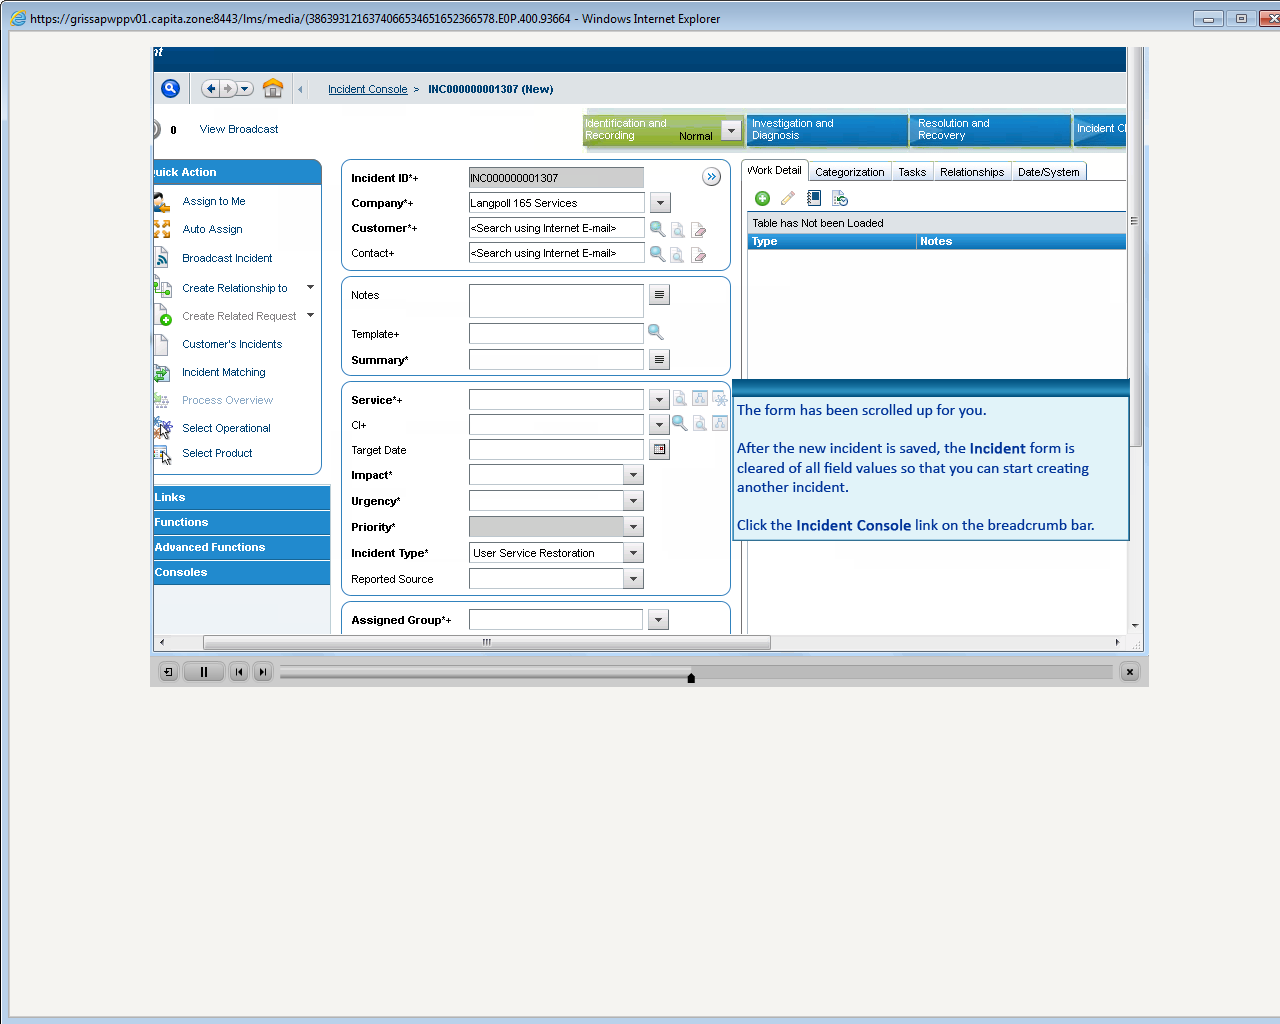 https://grissapwppv01.capita.zone:8443/lms/media/(3863931216374066534651652366578.E0P.400.93664 - Windows Internet Explorer
nt
Incident Console > INC000000001307 (New)
0 View Broadcast
Identification and Recording Normal
Investigation and Diagnosis
Resolution and Recovery
Incident Cl
uick Action
Assign to Me
Auto Assign
Broadcast Incident
Create Relationship to
Create Related Request
Customer's Incidents
Incident Matching
Process Overview
Select Operational
Select Product
Links
Functions
Advanced Functions
Consoles
Incident ID*+ INC000000001307
Company*+ Langpoll 165 Services
Customer*+ <Search using Internet E-mail>
Contact+ <Search using Internet E-mail>
Notes
Template+
Summary*
Service*+
CI+
Target Date
Impact*
Urgency*
Priority*
Incident Type* User Service Restoration
Reported Source
Assigned Group*+
Work Detail Categorization Tasks Relationships Date/System
Table has Not been Loaded
Type Notes
The form has been scrolled up for you.
After the new incident is saved, the Incident form is
cleared of all field values so that you can start creating
another incident.
Click the Incident Console link on the breadcrumb bar.